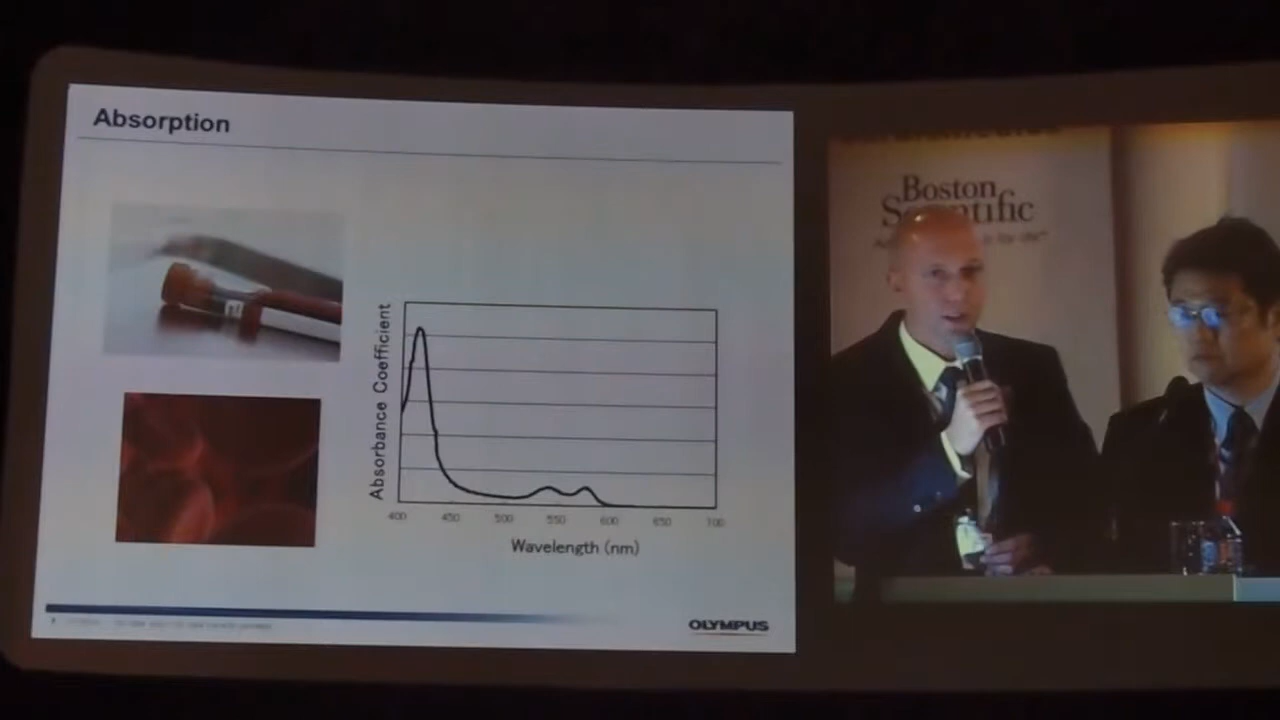 Absorption
Absorbance Coefficient
400 450 500 550 600 650 700
Wavelength (nm)
OLYMPUS
Boston
Scientific